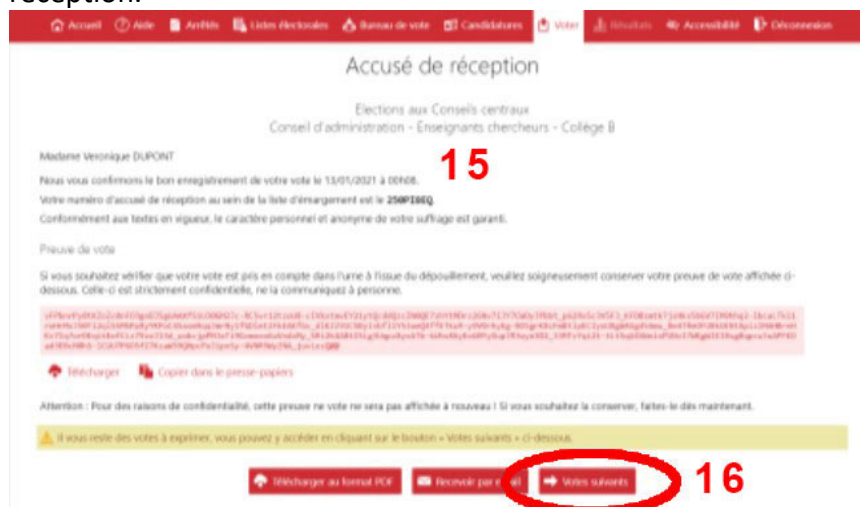 réception.
Accueil Aide Arrêtés Listes électorales Bureau de vote Candidatures Voter Résultats Accessibilité Déconnexion
Accusé de réception
Elections aux Conseils centraux
Conseil d'administration - Enseignants chercheurs - Collège B
Madame Veronique DUPONT
15
Nous vous confirmons le bon enregistrement de votre vote le 13/01/2021 à 00h08.
Votre numéro d'accusé de réception au sein de la liste d'émargement est le
Conformément aux textes en vigueur, le caractère personnel et anonyme de votre suffrage est garanti.
Preuve de vote
Si vous souhaitez vérifier que votre vote est pris en compte dans l'urne à l'issue du dépouillement, veuillez soigneusement conserver votre preuve de vote affichée ci-
dessous. Celle-ci est strictement confidentielle, ne la communiquez à personne.
Télécharger Copier dans le presse-papiers
Attention : Pour des raisons de confidentialité, cette preuve ne vote ne sera pas affichée à nouveau ! Si vous souhaitez la conserver, faites-le dès maintenant.
Il vous reste des votes à exprimer, vous pouvez y accéder en cliquant sur le bouton « Votes suivants » ci-dessous.
Télécharger au format PDF Recevoir par Votes suivants 16